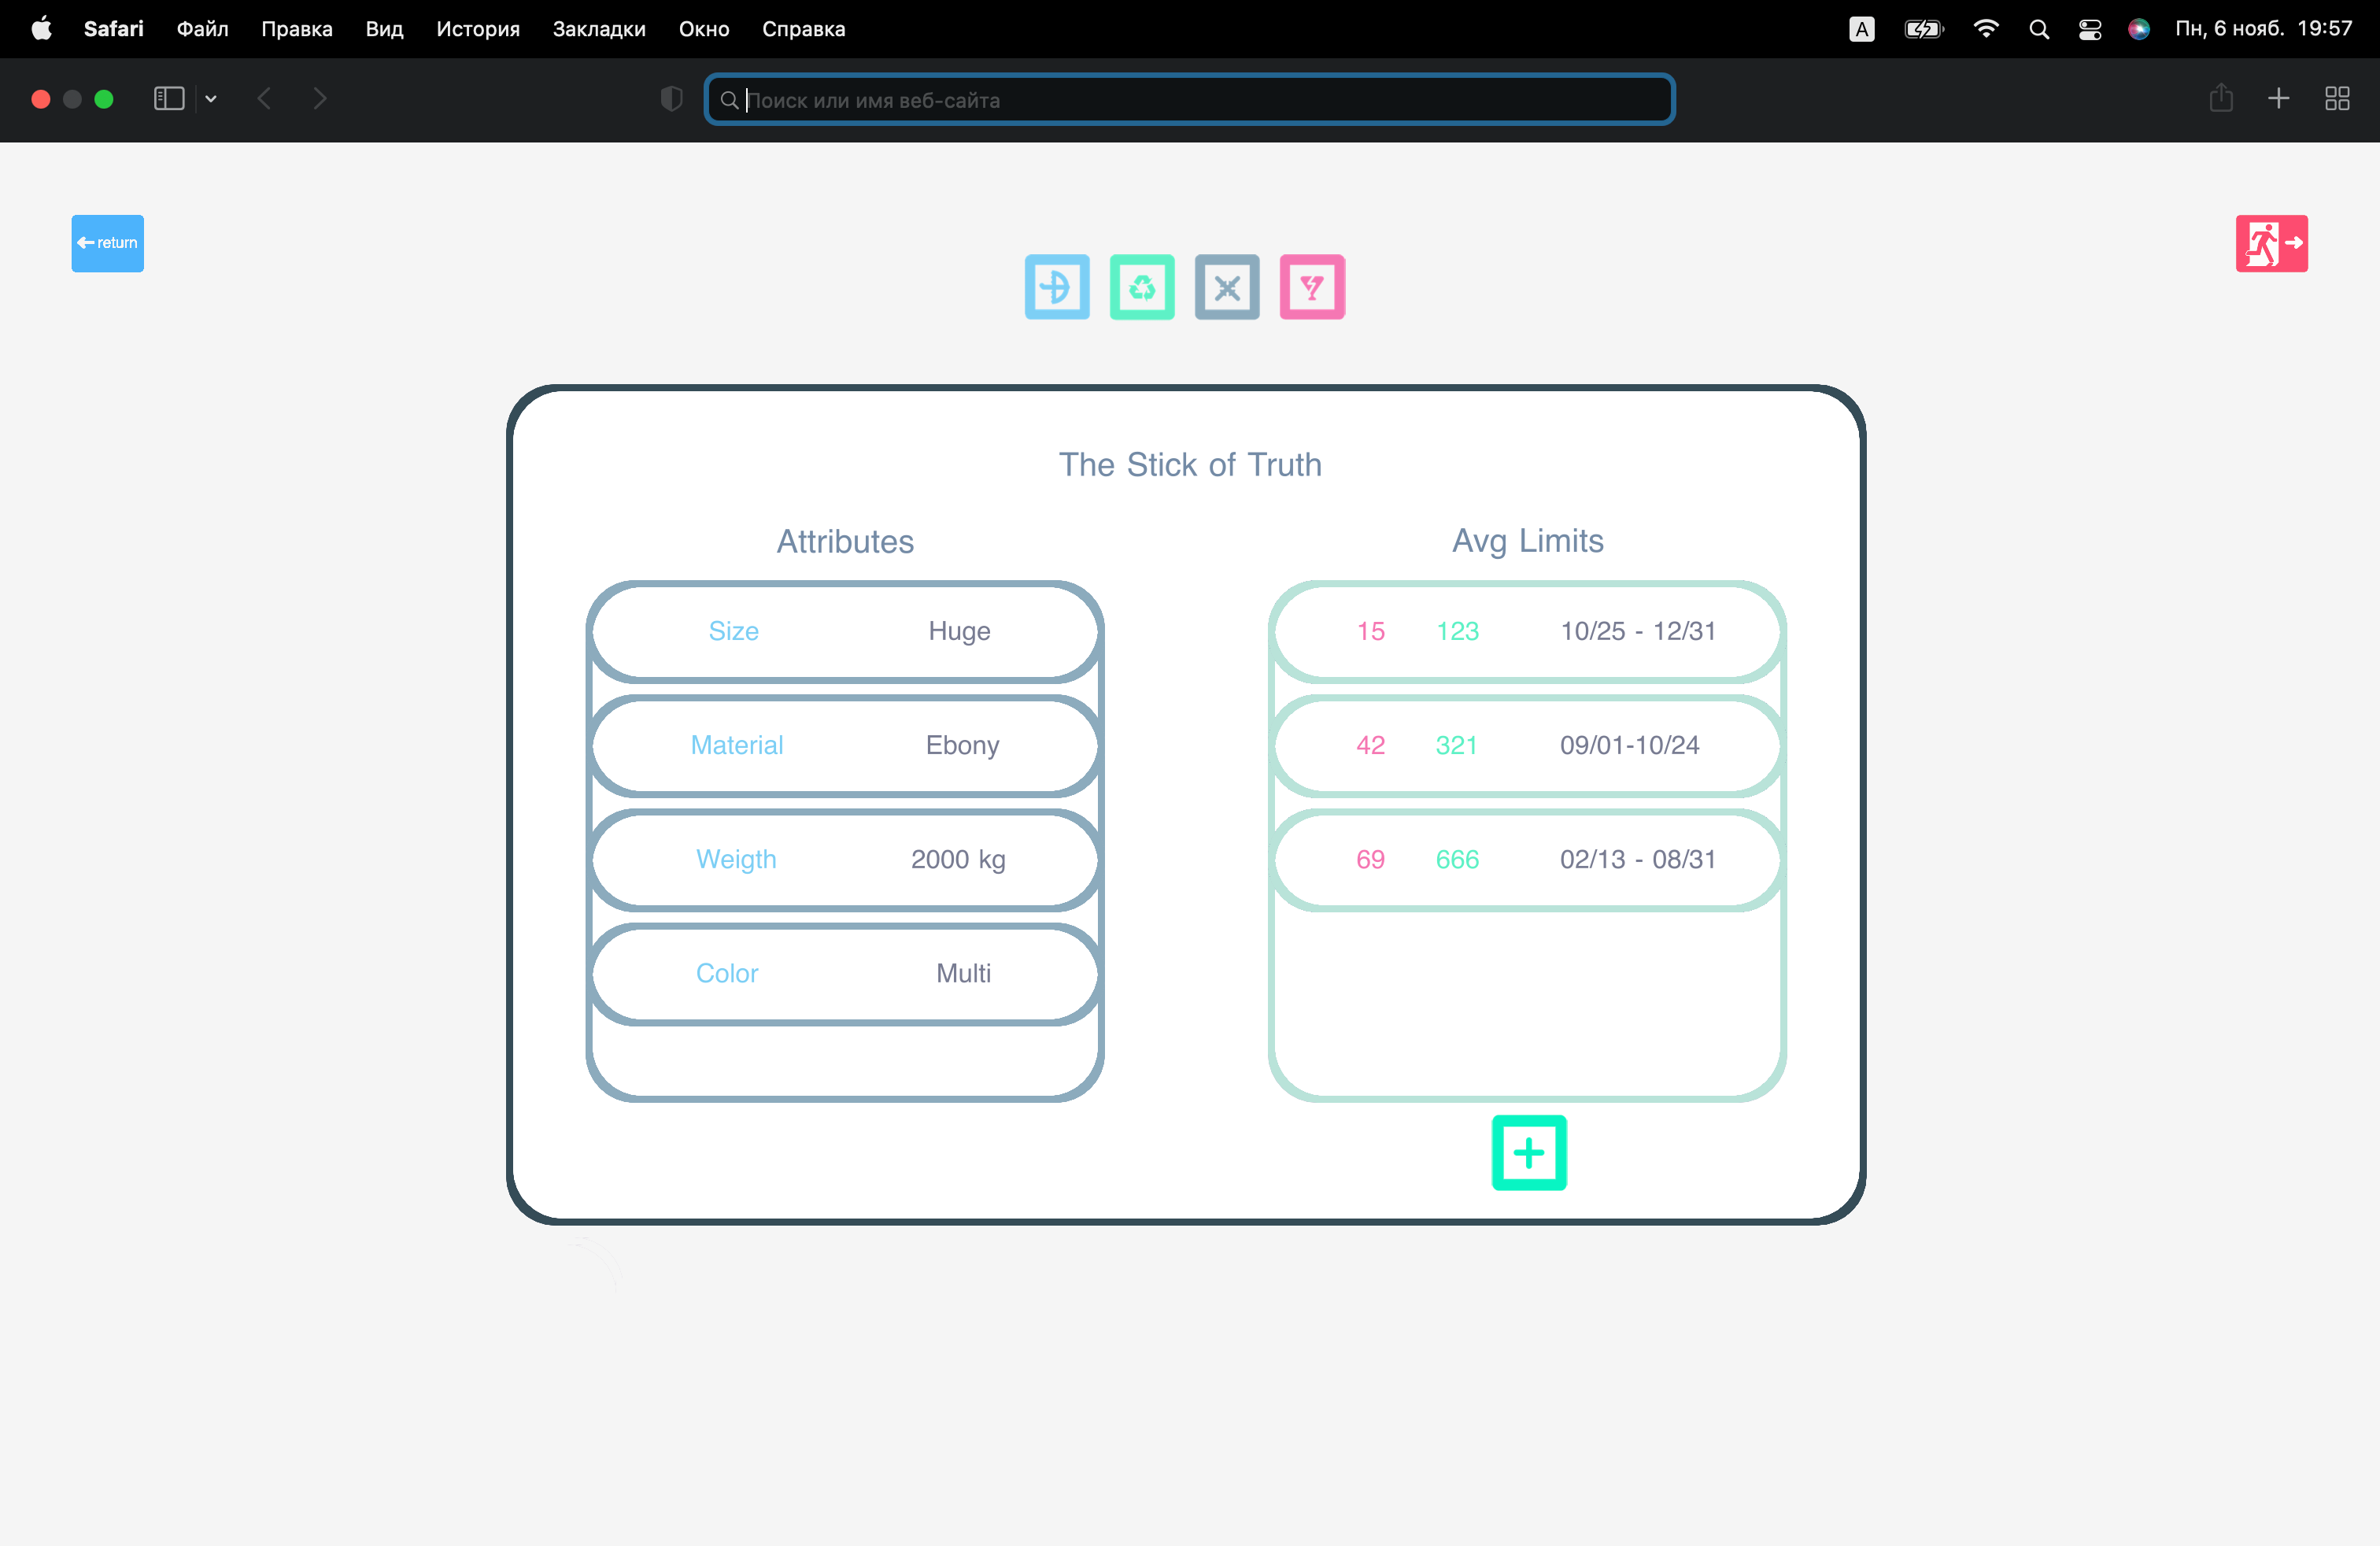 Safari Файл Правка Вид История Закладки Окно Справка A Пн, 6 нояб. 19:57
Поиск или имя веб-сайта
return
The Stick of Truth
Attributes Avg Limits
Size Huge 15 123 10/25 - 12/31
Material Ebony 42 321 09/01-10/24
Weigth 2000 kg 69 666 02/13 - 08/31
Color Multi